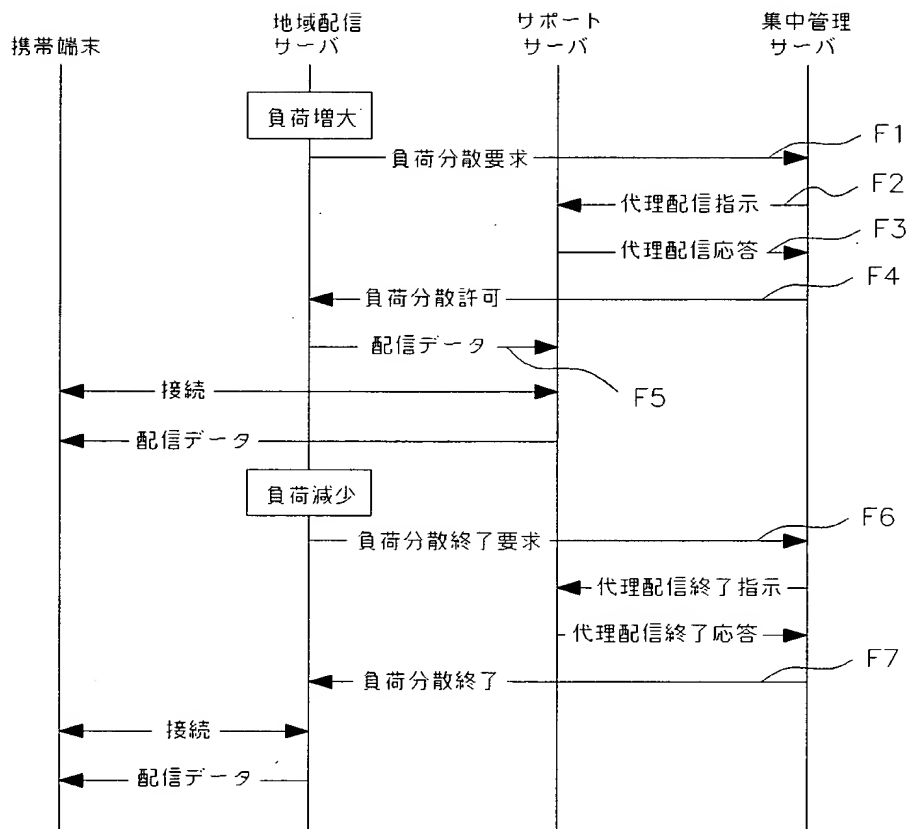 携帯端末
地域配信
サーバ
サポート
サーバ
集中管理
サーバ
負荷増大
負荷分散要求
F1
代理配信指示
F2
代理配信応答
F3
負荷分散許可
F4
配信データ
F5
接続
配信データ
負荷減少
負荷分散終了要求
F6
代理配信終了指示
代理配信終了応答
負荷分散終了
F7
接続
配信データ